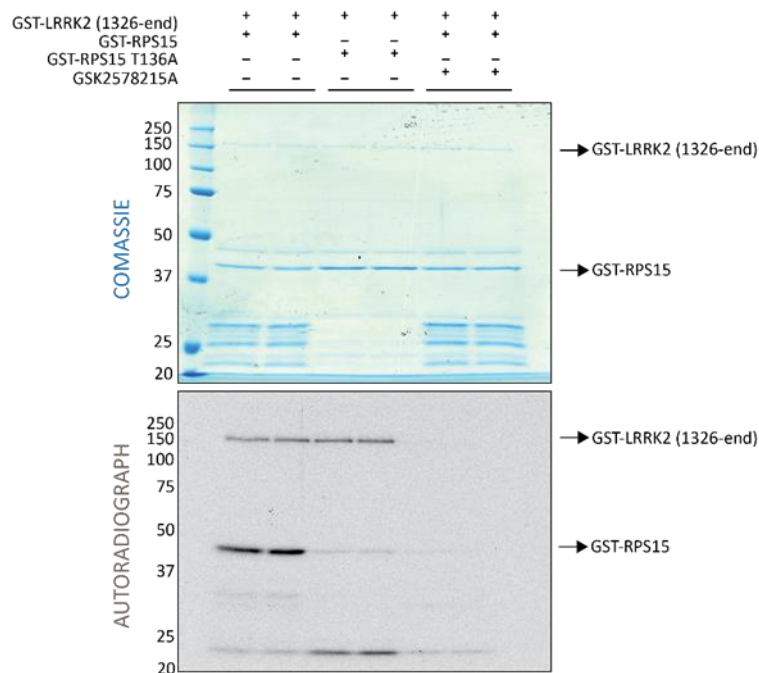 GST-LRRK2 (1326-end) + + + + + +
GST-RPS15 + + – – + +
GST-RPS15 T136A – – + + – –
GSK2578215A – – – – + +
250
150
100
75
50
37
25
20
COMASSIE
GST-LRRK2 (1326-end)
GST-RPS15
250
150
100
75
50
37
25
20
AUTORADIOGRAPH
GST-LRRK2 (1326-end)
GST-RPS15